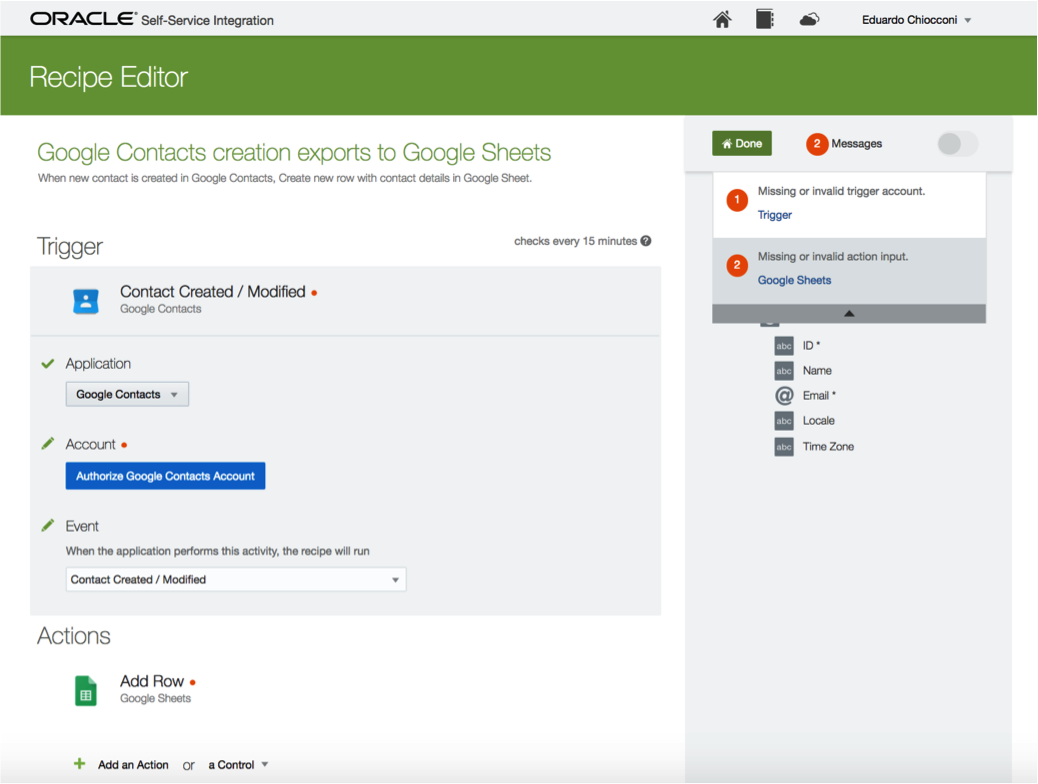 ORACLE® Self-Service Integration
Eduardo Chiocconi
Recipe Editor
Google Contacts creation exports to Google Sheets
When new contact is created in Google Contacts, Create new row with contact details in Google Sheet.
Done
2 Messages
1 Missing or invalid trigger account.
Trigger
2 Missing or invalid action input.
Google Sheets
abc ID *
abc Name
@ Email *
abc Locale
abc Time Zone
Trigger
checks every 15 minutes ?
Contact Created / Modified
Google Contacts
Application
Google Contacts
Account
Authorize Google Contacts Account
Event
When the application performs this activity, the recipe will run
Contact Created / Modified
Actions
Add Row
Google Sheets
+ Add an Action or a Control